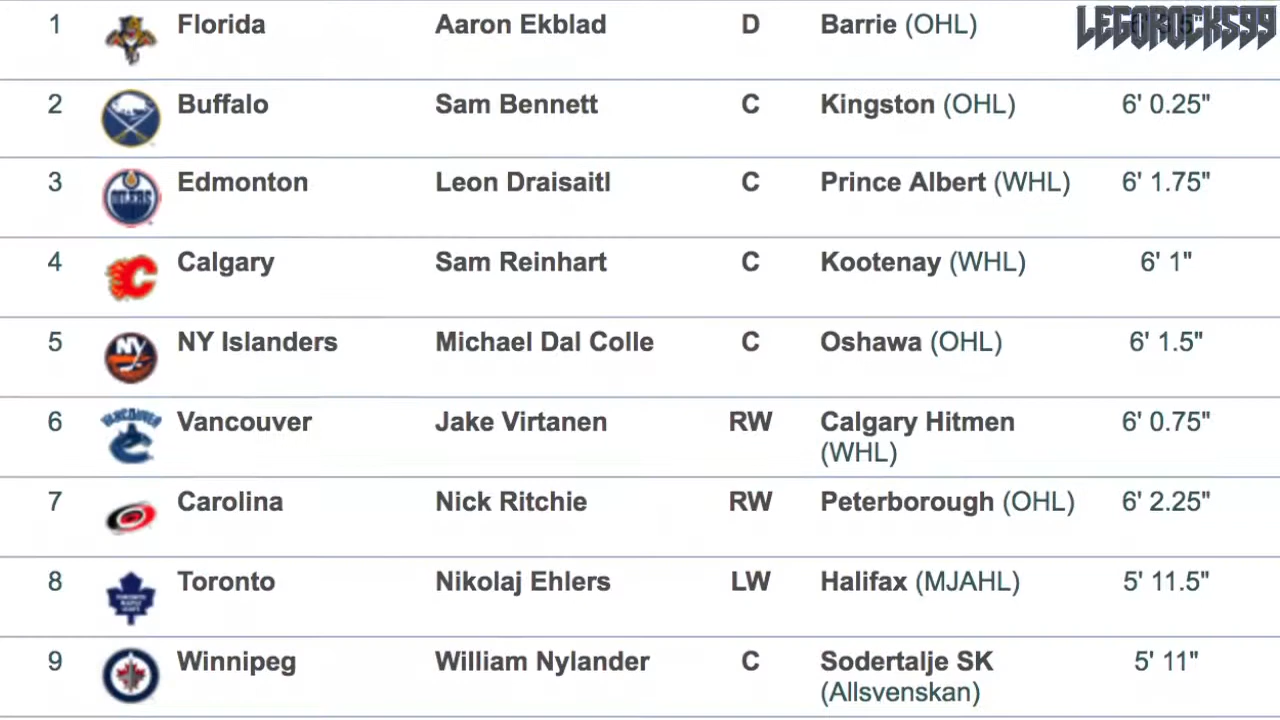 1 Florida Aaron Ekblad D Barrie (OHL)
LEGOROCKS99
2 Buffalo Sam Bennett C Kingston (OHL) 6' 0.25"
3 Edmonton Leon Draisaitl C Prince Albert (WHL) 6' 1.75"
OILERS
4 Calgary Sam Reinhart C Kootenay (WHL) 6' 1"
C
5 NY Islanders Michael Dal Colle C Oshawa (OHL) 6' 1.5"
NY
6 Vancouver Jake Virtanen RW Calgary Hitmen 6' 0.75"
(WHL)
VANCOUVER
7 Carolina Nick Ritchie RW Peterborough (OHL) 6' 2.25"
8 Toronto Nikolaj Ehlers LW Halifax (MJAHL) 5' 11.5"
TORONTO
MAPLE
LEAFS
9 Winnipeg William Nylander C Sodertalje SK 5' 11"
(Allsvenskan)